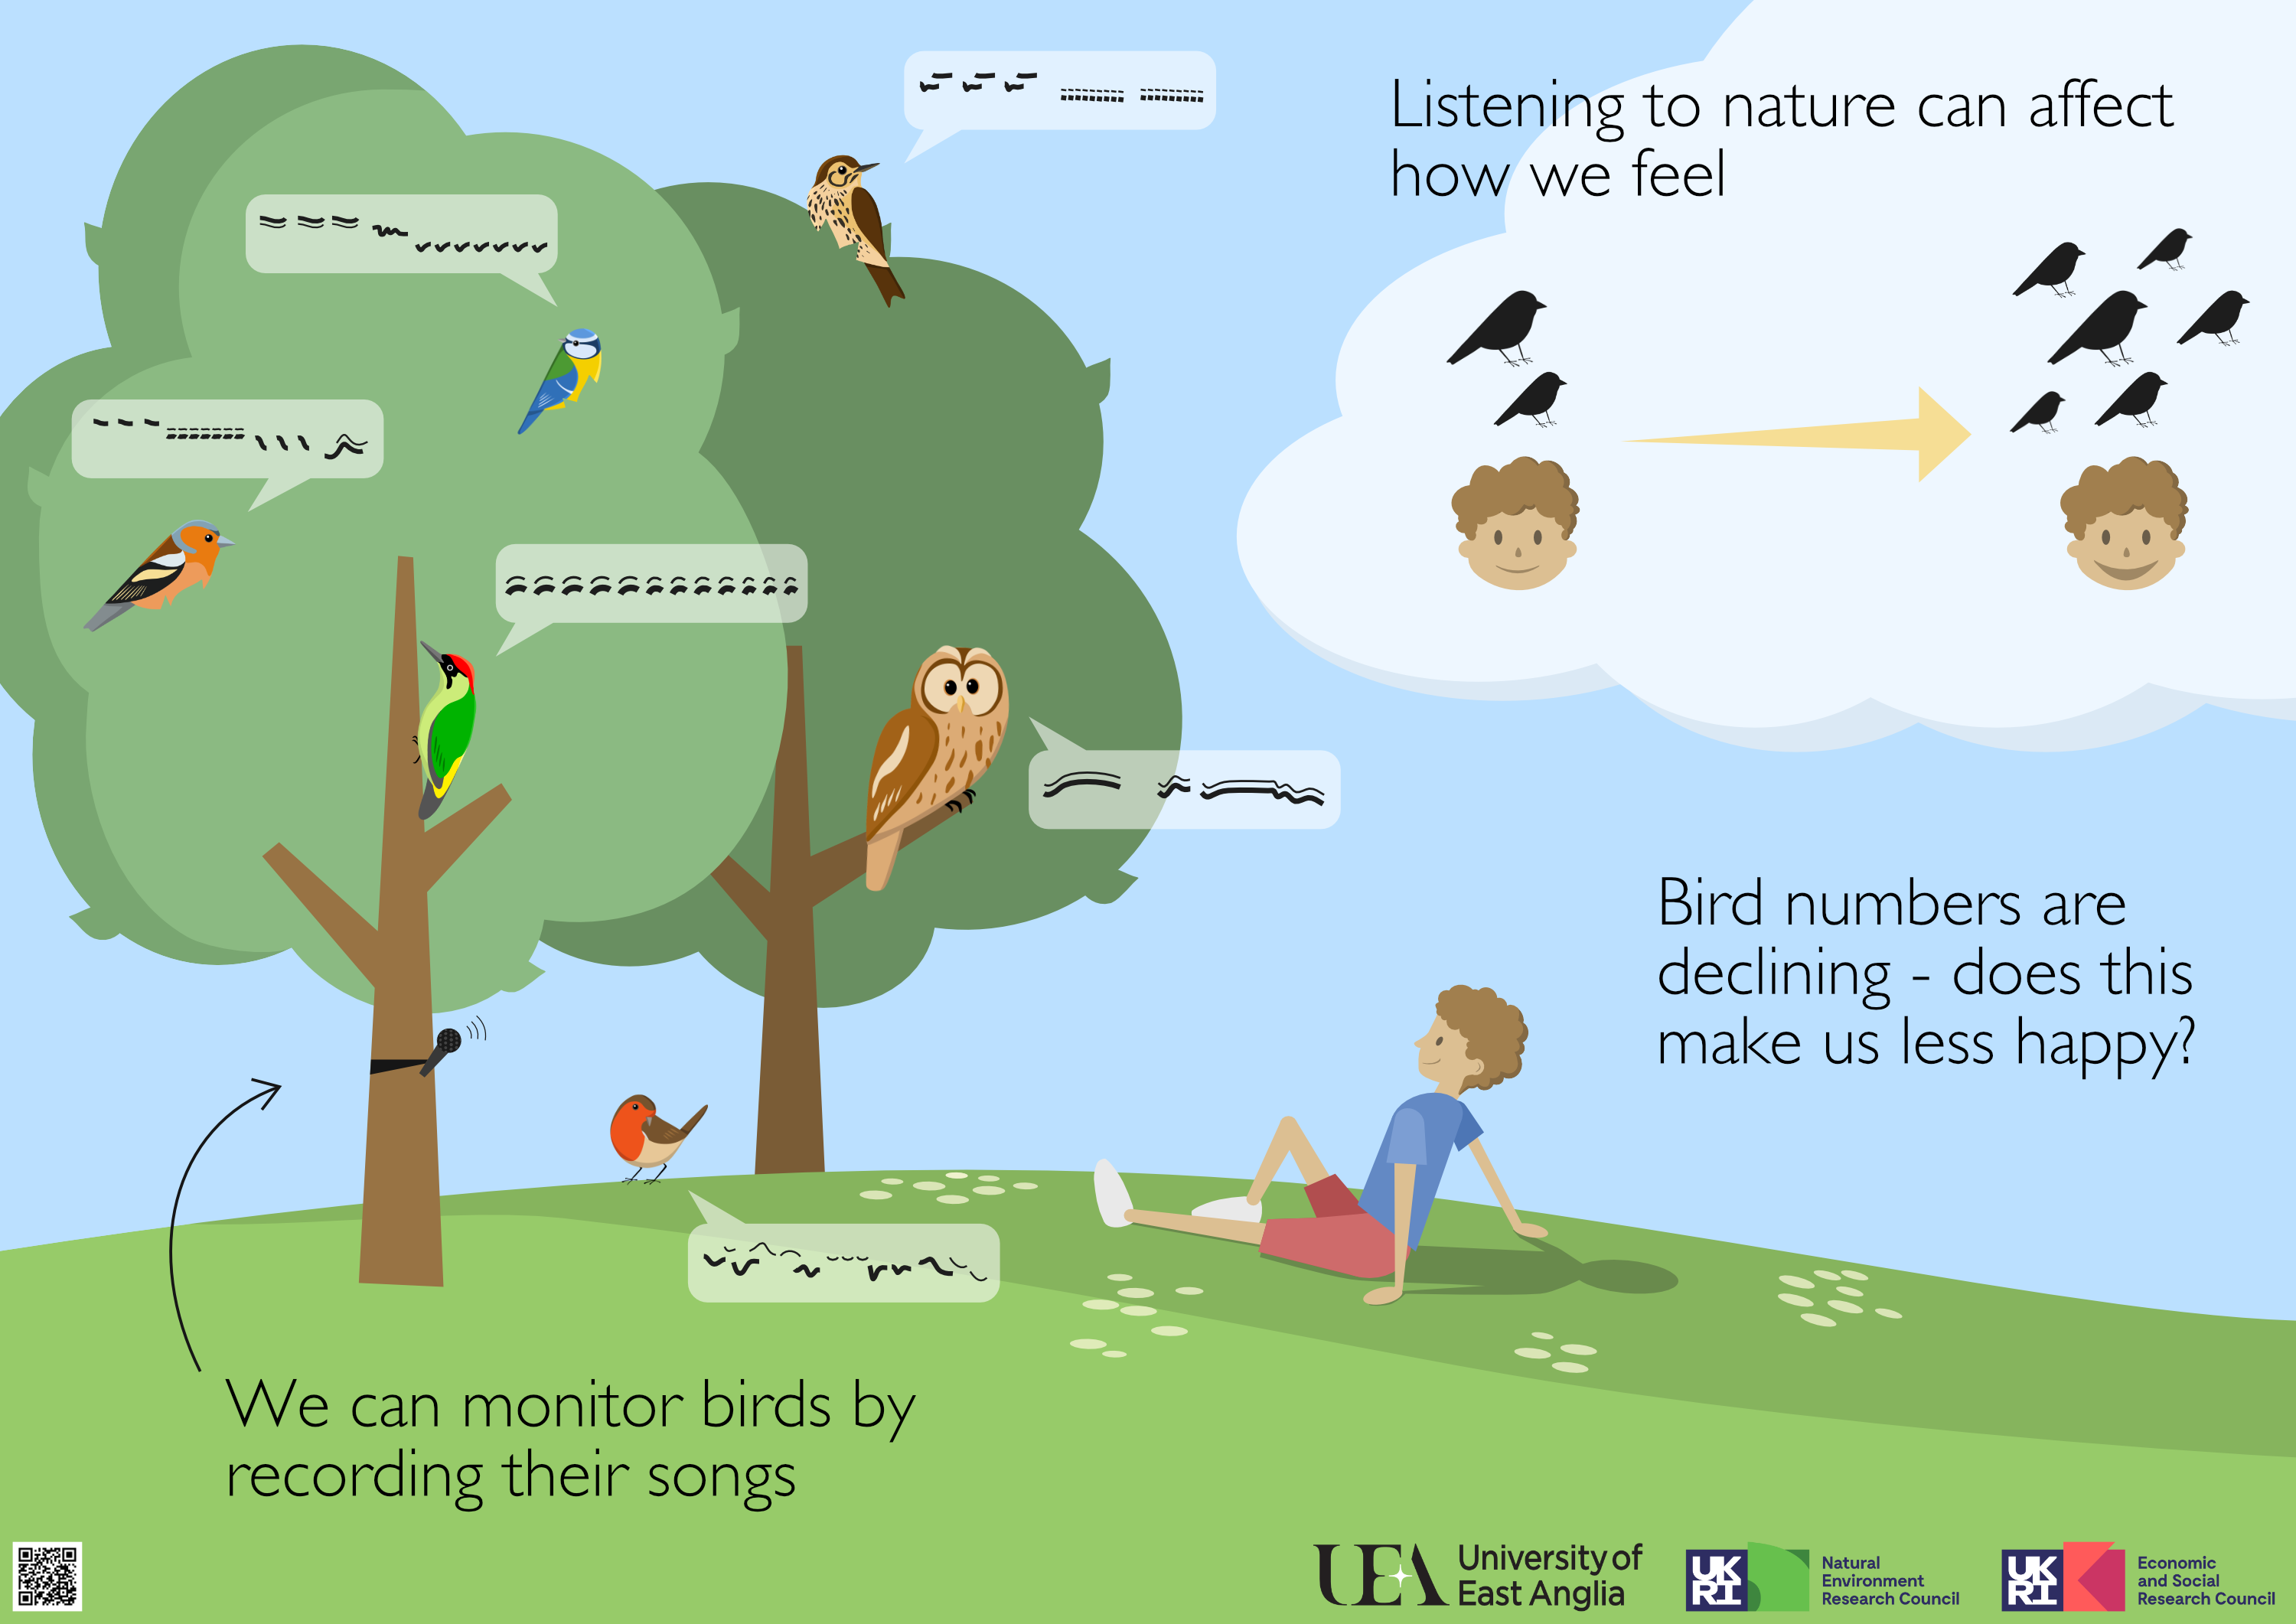 Listening to nature can affect
how we feel
Bird numbers are
declining - does this
make us less happy?
We can monitor birds by
recording their songs
UEA University of
East Anglia
UK
RI
Natural
Environment
Research Council
UK
RI
Economic
and Social
Research Council